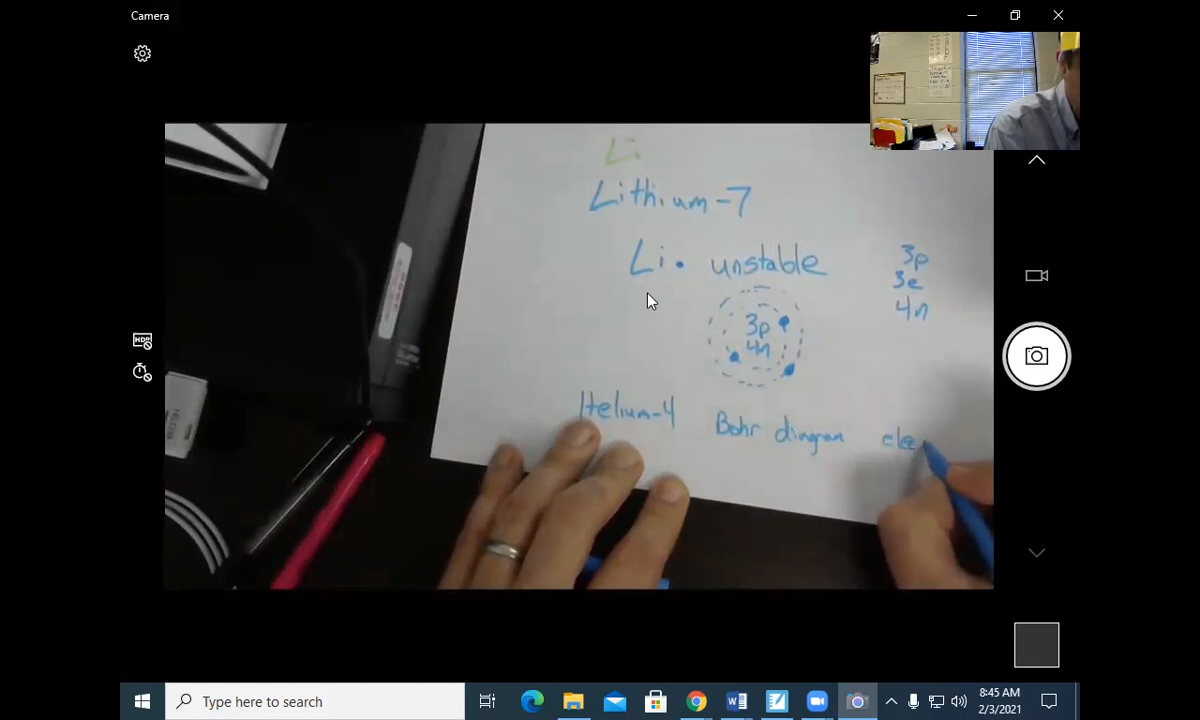 Camera
Li
Lithium-7
Li. unstable
3p
3e
4n
3p
4n
Helium-4 Bohr diagram elec
Type here to search
8:45 AM
2/3/2021